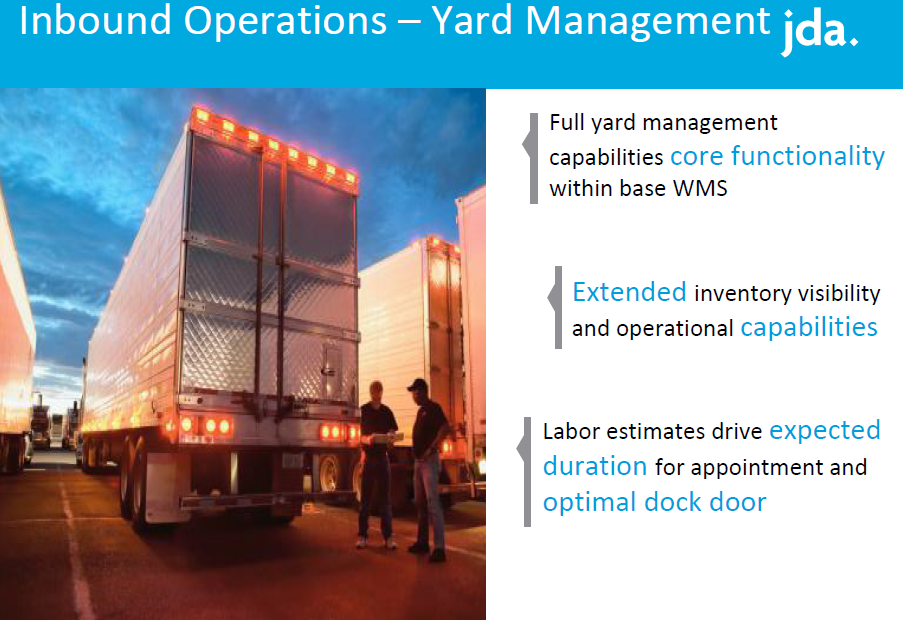 Inbound Operations – Yard Management
jda.
Full yard management
capabilities core functionality
within base WMS
Extended inventory visibility
and operational capabilities
Labor estimates drive expected
duration for appointment and
optimal dock door